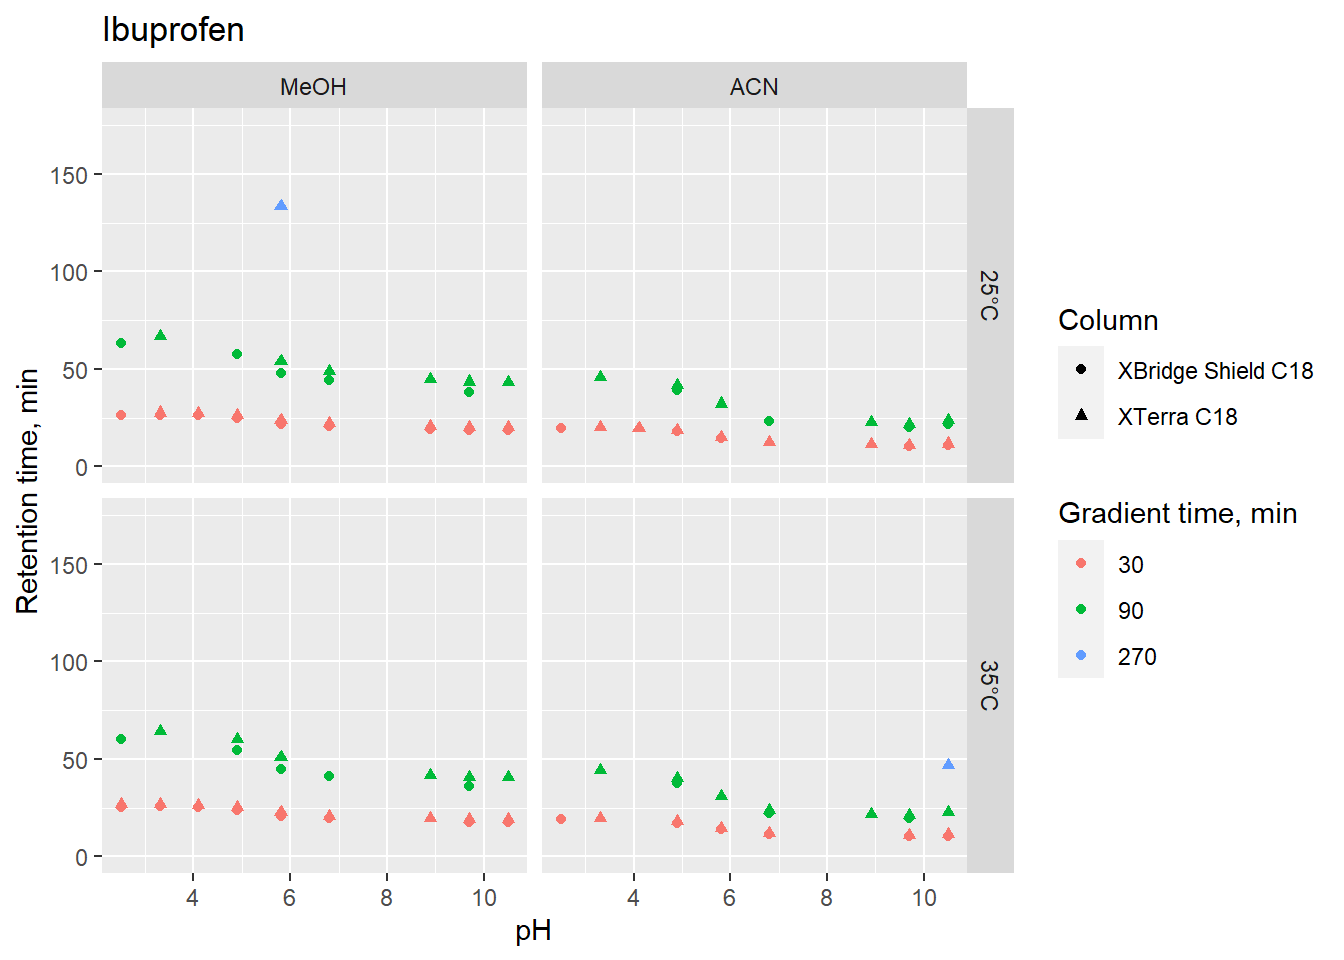 Ibuprofen
MeOH
ACN
150
100
50
0
25°C
150
100
50
0
35°C
4
6
8
10
4
6
8
10
pH
Retention time, min
Column
XBridge Shield C18
XTerra C18
Gradient time, min
30
90
270